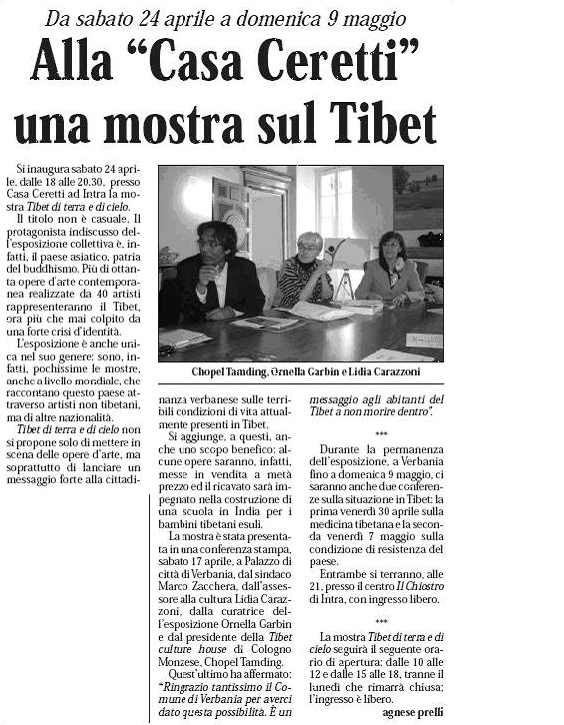 Da sabato 24 aprile a domenica 9 maggio
Alla “Casa Ceretti”
una mostra sul Tibet
Si inaugura sabato 24 apri-
le, dalle 18 alle 20.30, presso
Casa Ceretti ad Intra la mo-
stra Tibet di terra e di cielo.
Il titolo non è casuale. Il
protagonista indiscusso del-
l'esposizione collettiva è, in-
fatti, il paese asiatico, patria
del buddhismo. Più di ottan-
ta opere d'arte contempora-
nea realizzate da 40 artisti
rappresenteranno il Tibet,
ora più che mai colpito da
una forte crisi d'identità.
L'esposizione è anche uni-
ca nel suo genere: sono, in-
fatti, pochissime le mostre,
anche a livello mondiale, che
raccontano questo paese at-
traverso artisti non tibetani,
ma di altre nazionalità.
Tibet di terra e di cielo non
si propone solo di mettere in
scena delle opere d'arte, ma
soprattutto di lanciare un
messaggio forte alla cittadi-
Chopel Tamding, Ornella Garbin e Lidia Carazzoni
nanza verbanese sulle terri-
bili condizioni di vita attual-
mente presenti in Tibet.
Si aggiunge, a questi, an-
che uno scopo benefico: al-
cune opere saranno, infatti,
messe in vendita a metà
prezzo ed il ricavato sarà im-
pegnato nella costruzione di
una scuola in India per i
bambini tibetani esuli.
La mostra è stata presenta-
ta in una conferenza stampa,
sabato 17 aprile, a Palazzo di
città di Verbania, dal sindaco
Marco Zacchera, dall'asses-
sore alla cultura Lidia Caraz-
zoni, dalla curatrice del-
l'esposizione Ornella Garbin
e dal presidente della Tibet
culture house di Cologno
Monzese, Chopel Tamding.
Quest'ultimo ha affermato:
“Ringrazio tantissimo il Co-
mune di Verbania per averci
dato questa possibilità. È un
messaggio agli abitanti del
Tibet a non morire dentro”.
***
Durante la permanenza
dell'esposizione, a Verbania
fino a domenica 9 maggio, ci
saranno anche due conferen-
ze sulla situazione in Tibet: la
prima venerdì 30 aprile sulla
medicina tibetana e la secon-
da venerdì 7 maggio sulla
condizione di resistenza del
paese.
Entrambe si terranno, alle
21, presso il centro Il Chiostro
di Intra, con ingresso libero.
***
La mostra Tibet di terra e di
cielo seguirà il seguente ora-
rio di apertura: dalle 10 alle
12 e dalle 15 alle 18, tranne il
lunedì che rimarrà chiusa;
l'ingresso è libero.
agnese prelli